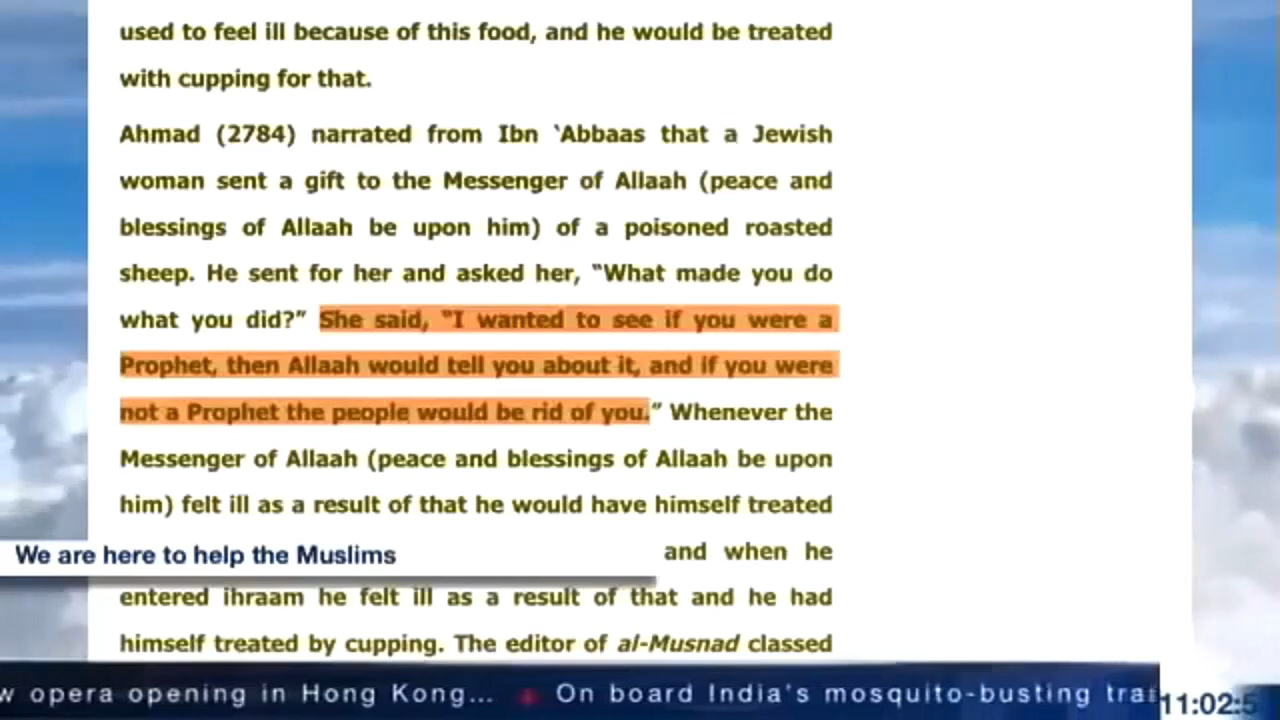 used to feel ill because of this food, and he would be treated
with cupping for that.
Ahmad (2784) narrated from Ibn `Abbaas that a Jewish
woman sent a gift to the Messenger of Allaah (peace and
blessings of Allaah be upon him) of a poisoned roasted
sheep. He sent for her and asked her, “What made you do
what you did?” She said, “I wanted to see if you were a
Prophet, then Allaah would tell you about it, and if you were
not a Prophet the people would be rid of you.” Whenever the
Messenger of Allaah (peace and blessings of Allaah be upon
him) felt ill as a result of that he would have himself treated
and when he
We are here to help the Muslims
entered ihraam he felt ill as a result of that and he had
himself treated by cupping. The editor of al-Musnad classed
w opera opening in Hong Kong... On board India's mosquito-busting trai
11:02:5